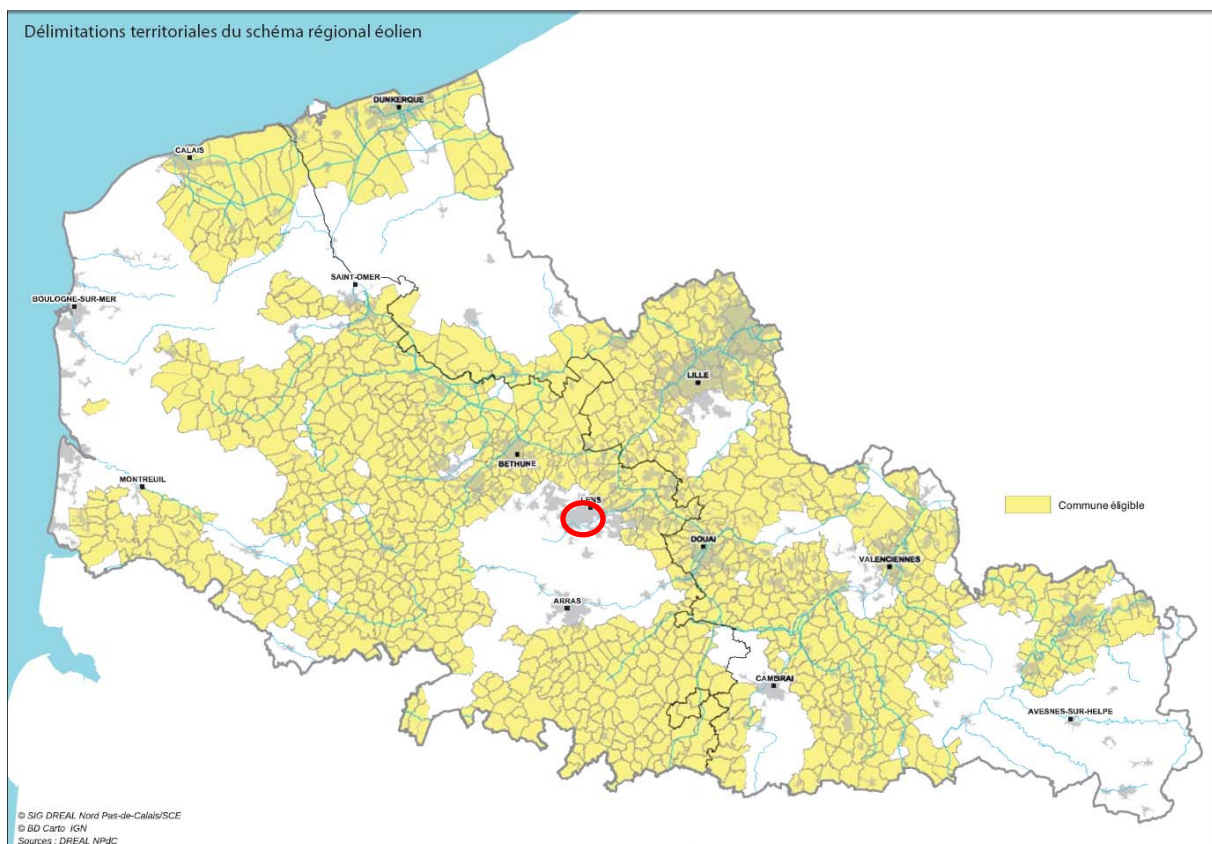 Délimitations territoriales du schéma régional éolien
DUNKERQUE
CALAIS
SAINT-OMER
BOULOGNE-SUR-MER
LILLE
BETHUNE
MONTREUIL
LENS
Commune éligible
DOUAI
VALENCIENNES
ARRAS
CAMBRAI
AVESNES-SUR-HELPE
© SIG DREAL Nord Pas-de-Calais/SCE
© BD Carto IGN
Sources : DREAL NPdC